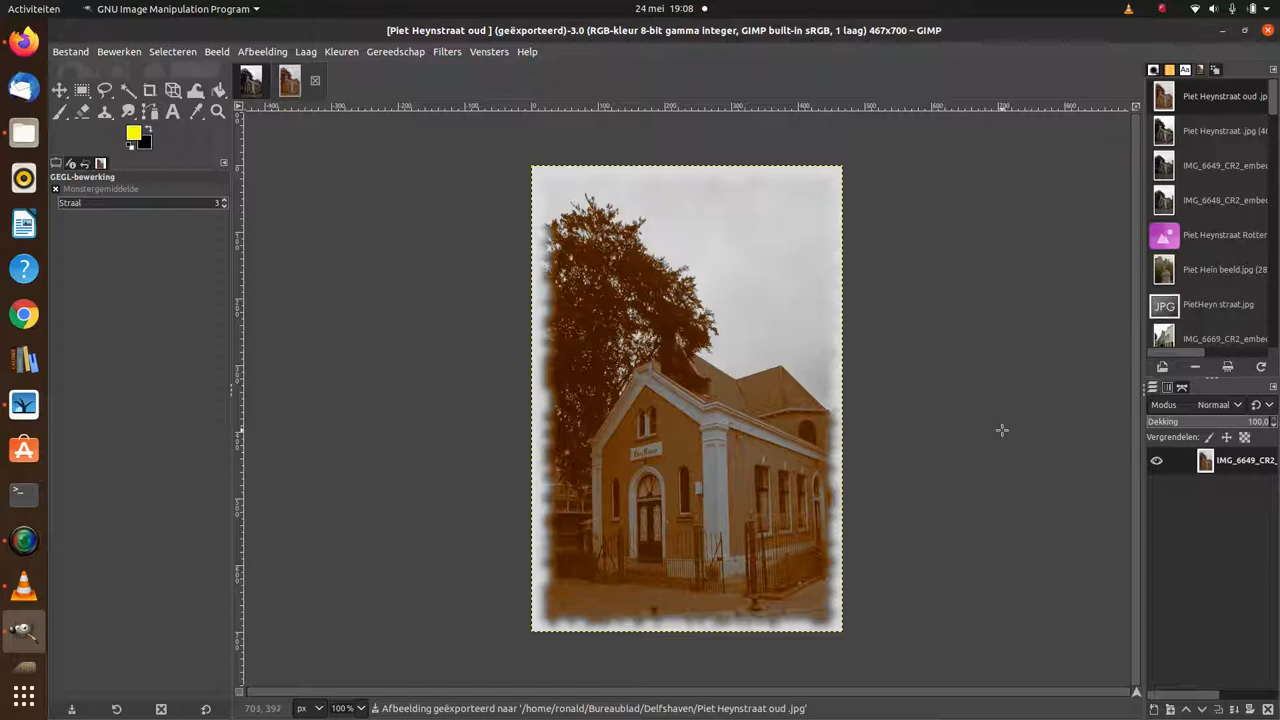 Activiteiten
GNU Image Manipulation Program
24 mei 19:08
[Piet Heynstraat oud ] (geëxporteerd)-3.0 (RGB-kleur 8-bit gamma integer, GIMP built-in sRGB, 1 laag) 467x700 – GIMP
Bestand Bewerken Selecteren Beeld Afbeelding Laag Kleuren Gereedschap Filters Vensters Help
GEGL-bewerking
Monstergemiddelde
Straal 3
Piet Heynstraat oud .jp
Piet Heynstraat .jpg (4
IMG_6649_CR2_embe
IMG_6648_CR2_embe
Piet Heynstraat Rotter
Piet Hein beeld.jpg (28
JPG PietHeyn straat.jpg
IMG_6669_CR2_embe
Modus Normaal
Dekking 100,0
Vergrendelen:
IMG_6649_CR2_
px 100% Afbeelding geëxporteerd naar '/home/ronald/Bureaublad/Delfshaven/Piet Heynstraat oud .jpg'